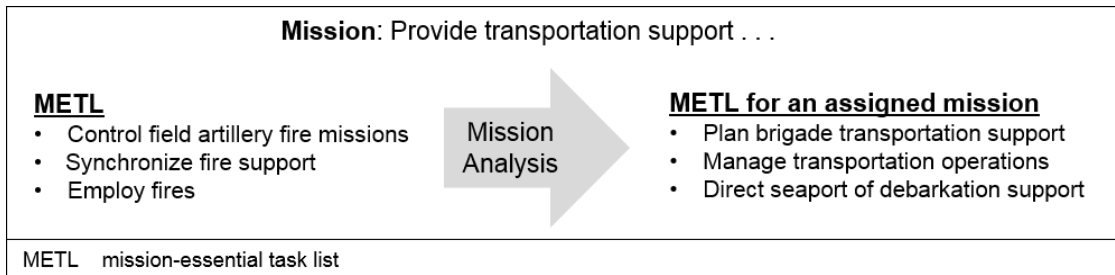 Mission: Provide transportation support . . .
METL
• Control field artillery fire missions
• Synchronize fire support
• Employ fires
Mission
Analysis
METL for an assigned mission
• Plan brigade transportation support
• Manage transportation operations
• Direct seaport of debarkation support
METL mission-essential task list